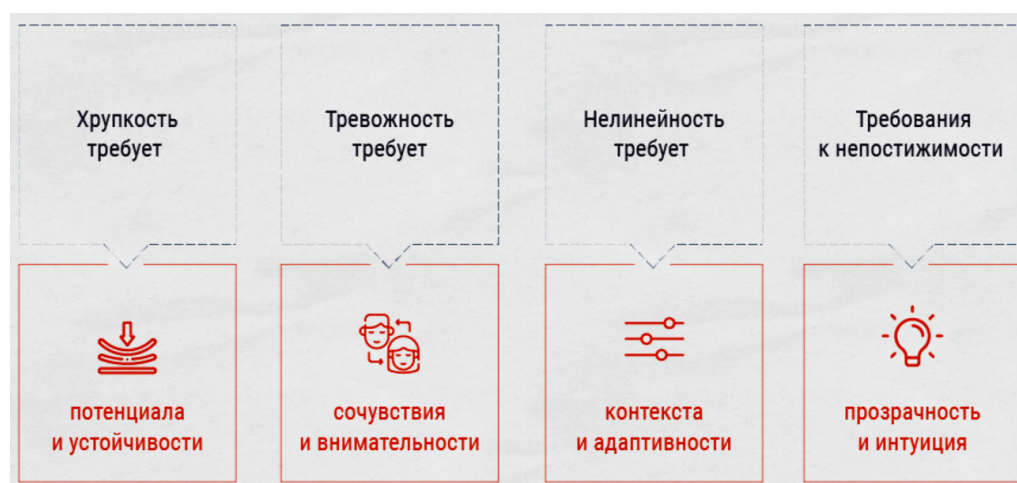 Хрупкость
требует
Тревожность
требует
Нелинейность
требует
Требования
к непостижимости
потенциала
и устойчивости
сочувствия
и внимательности
контекста
и адаптивности
прозрачность
и интуиция